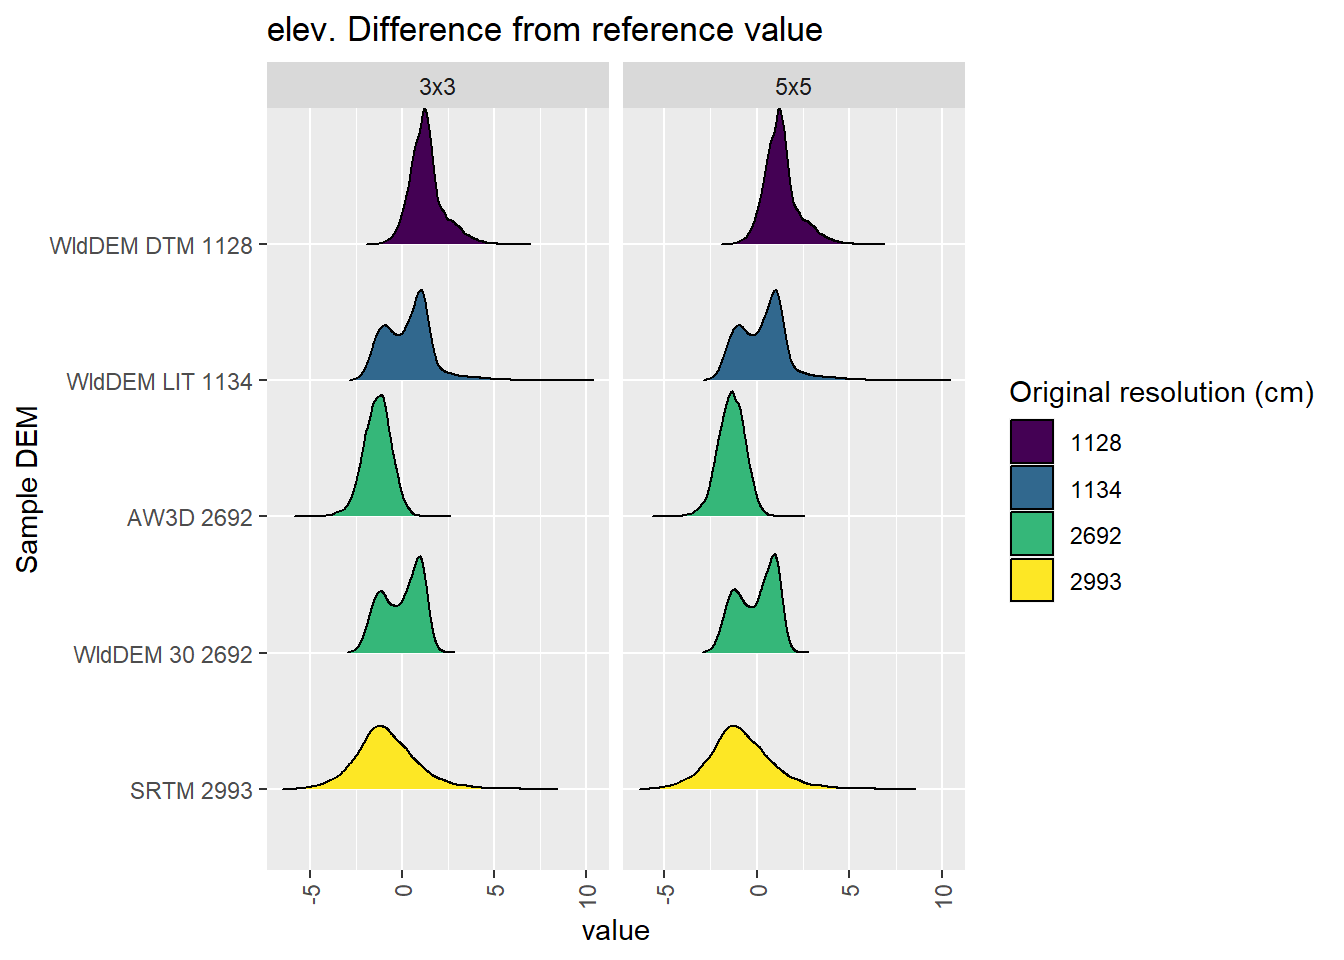 elev. Difference from reference value
3x3
5x5
WldDEM DTM 1128
WldDEM LIT 1134
AW3D 2692
WldDEM 30 2692
SRTM 2993
Sample DEM
-5
0
5
10
-5
0
5
10
value
Original resolution (cm)
1128
1134
2692
2993